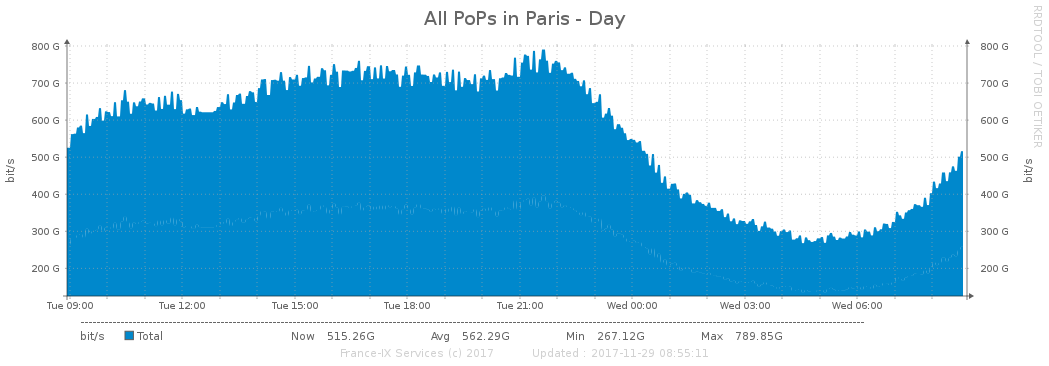 All PoPs in Paris - Day
RRDTOOL / TOBI OETIKER
bit/s
800 G
700 G
600 G
500 G
400 G
300 G
200 G
800 G
700 G
600 G
500 G
400 G
300 G
200 G
bit/s
Tue 09:00 Tue 12:00 Tue 15:00 Tue 18:00 Tue 21:00 Wed 00:00 Wed 03:00 Wed 06:00
bit/s Total Now 515.26G Avg 562.29G Min 267.12G Max 789.85G
France-IX Services (c) 2017 Updated : 2017-11-29 08:55:11